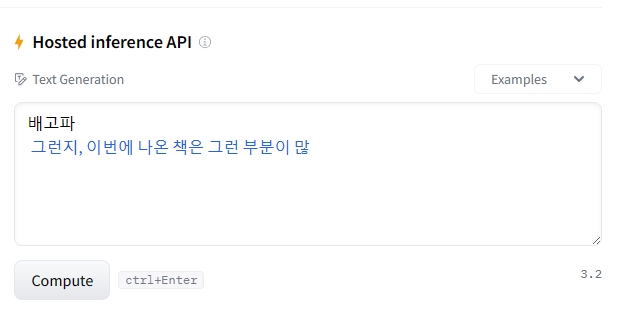 Hosted inference API
Text Generation
Examples
배고파
그런지, 이번에 나온 책은 그런 부분이 많
Compute
ctrl+Enter
3.2